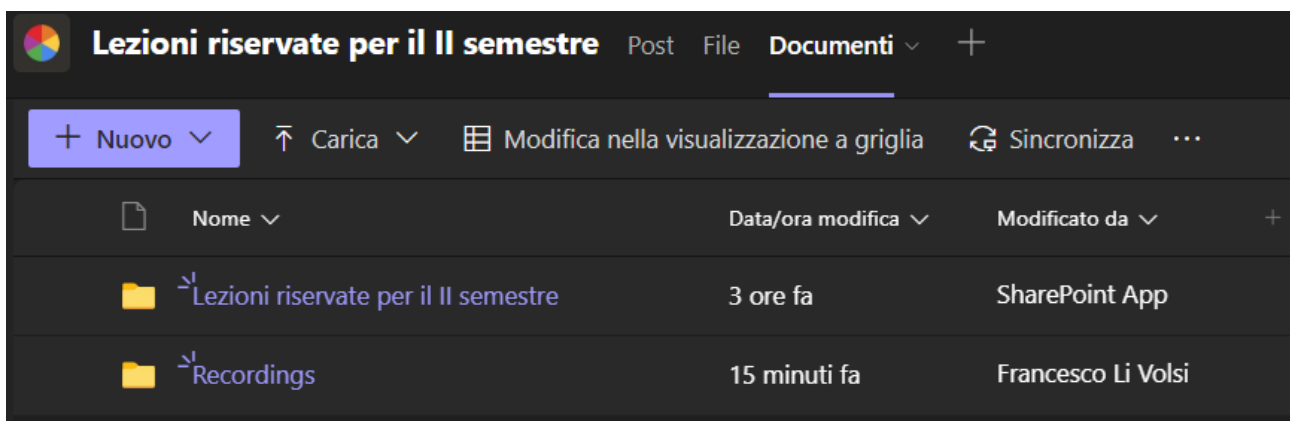 Lezioni riservate per il II semestre Post File Documenti
Nuovo Carica Modifica nella visualizzazione a griglia Sincronizza ...
Nome Data/ora modifica Modificato da
Lezioni riservate per il II semestre 3 ore fa SharePoint App
Recordings 15 minuti fa Francesco Li Volsi